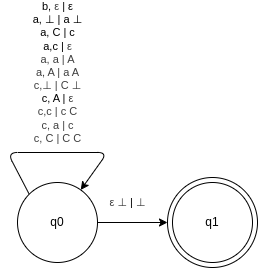 b, ε | ε
a, ⊥ | a ⊥
a, C | c
a,c | ε
a, a | A
a, A | a A
c,⊥ | C ⊥
c, A | ε
c,c | c C
c, a | c
c, C | C C
ε ⊥ | ⊥
q0
q1